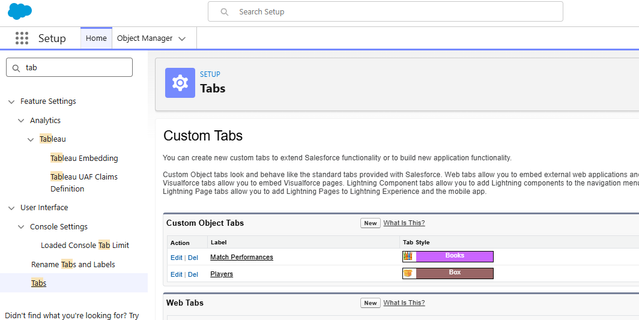 Search Setup
Setup
Home
Object Manager
tab
Feature Settings
Analytics
Tableau
Tableau Embedding
Tableau UAF Claims
Definition
User Interface
Console Settings
Loaded Console Tab Limit
Rename Tabs and Labels
Tabs
Didn't find what you're looking for? Try
SETUP
Tabs
Custom Tabs
You can create new custom tabs to extend Salesforce functionality or to build new application functionality.
Custom Object tabs look and behave like the standard tabs provided with Salesforce. Web tabs allow you to embed external web applications and
Visualforce tabs allow you to embed Visualforce pages. Lightning Component tabs allow you to add Lightning components to the navigation menu
Lightning Page tabs allow you to add Lightning Pages to Lightning Experience and the mobile app.
Custom Object Tabs New What Is This?
Action Label Tab Style
Edit | Del Match Performances Books
Edit | Del Players Box
Web Tabs New What Is This?